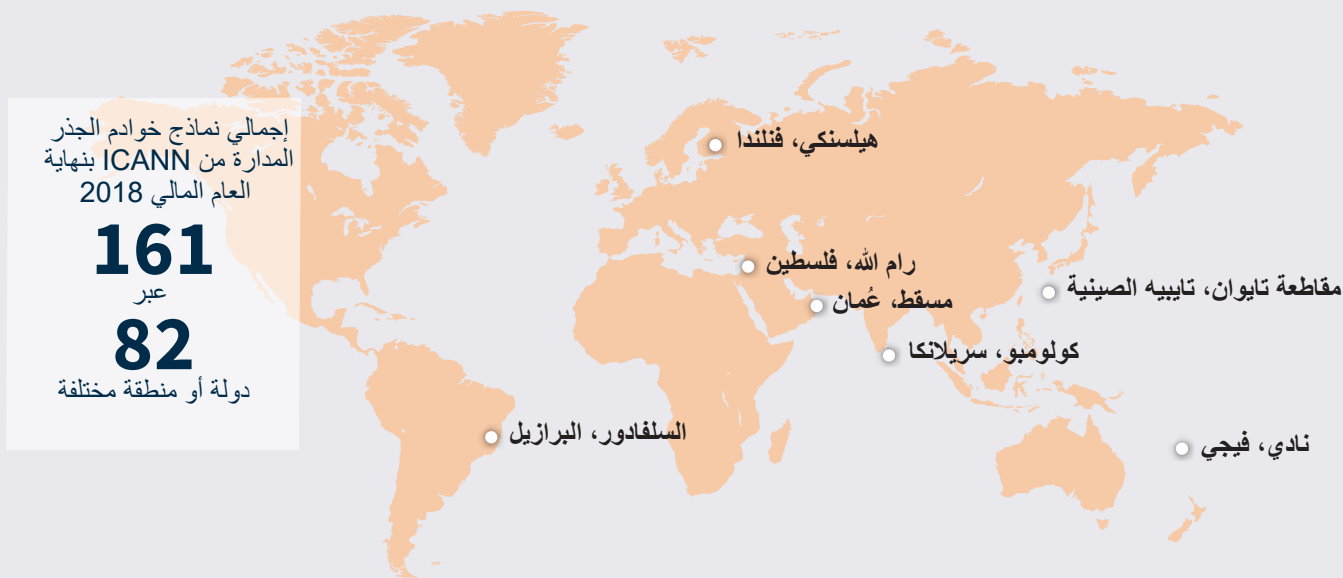 إجمالي نماذج خوادم الجذر
المدارة من ICANN بنهاية
العام المالي 2018
161
عبر
82
دولة أو منطقة مختلفة
هيلسنكي، فنلندا
رام الله، فلسطين
مسقط، عُمان
مقاطعة تايوان، تايبيه الصينية
كولومبو، سريلانكا
السلفادور، البرازيل
نادي، فيجي